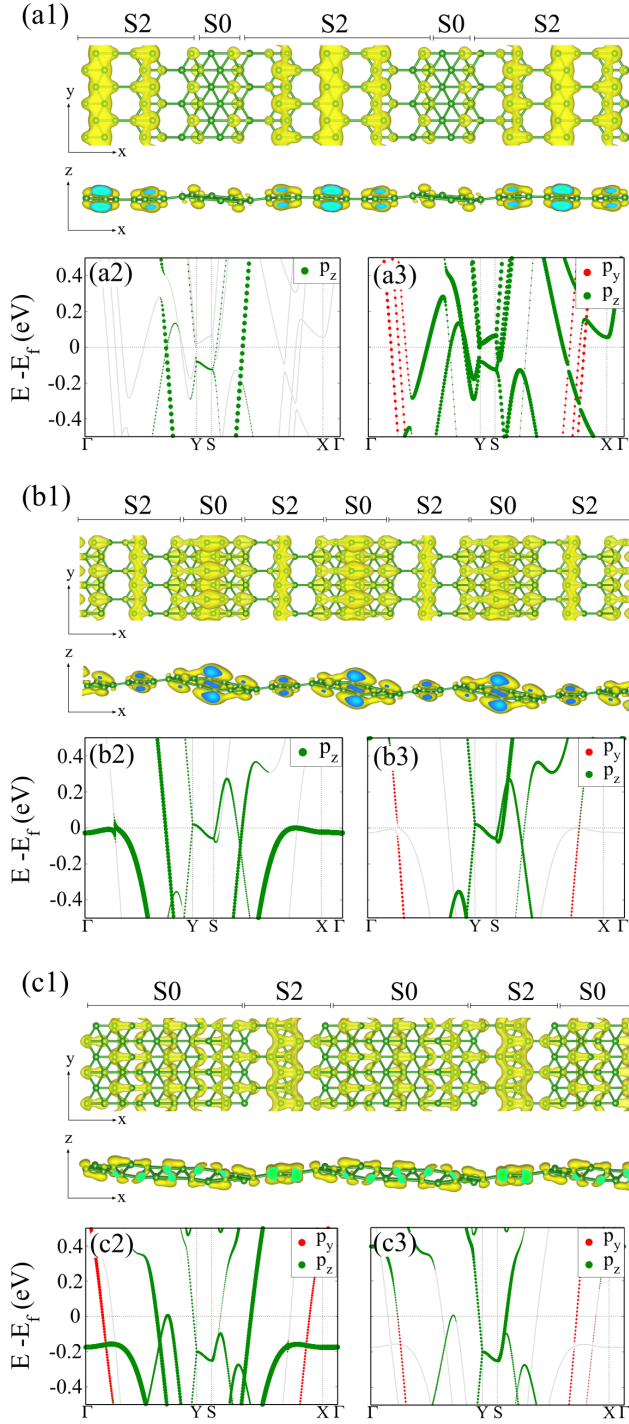 (a1)
S2 S0 S2 S0 S2
y
x
z
x
(a2)
p_z
(a3)
p_y
p_z
E -E_f (eV)
0.4
0.2
0
-0.2
-0.4
Γ Y S X Γ
Γ Y S X Γ
(b1)
S2 S0 S2 S0 S2 S0 S2
y
x
z
x
(b2)
p_z
(b3)
p_y
p_z
E -E_f (eV)
0.4
0.2
0
-0.2
-0.4
Γ Y S X Γ
Γ Y S X Γ
(c1)
S0 S2 S0 S2 S0
y
x
z
x
(c2)
p_y
p_z
(c3)
p_y
p_z
E -E_f (eV)
0.4
0.2
0
-0.2
-0.4
Γ Y S X Γ
Γ Y S X Γ